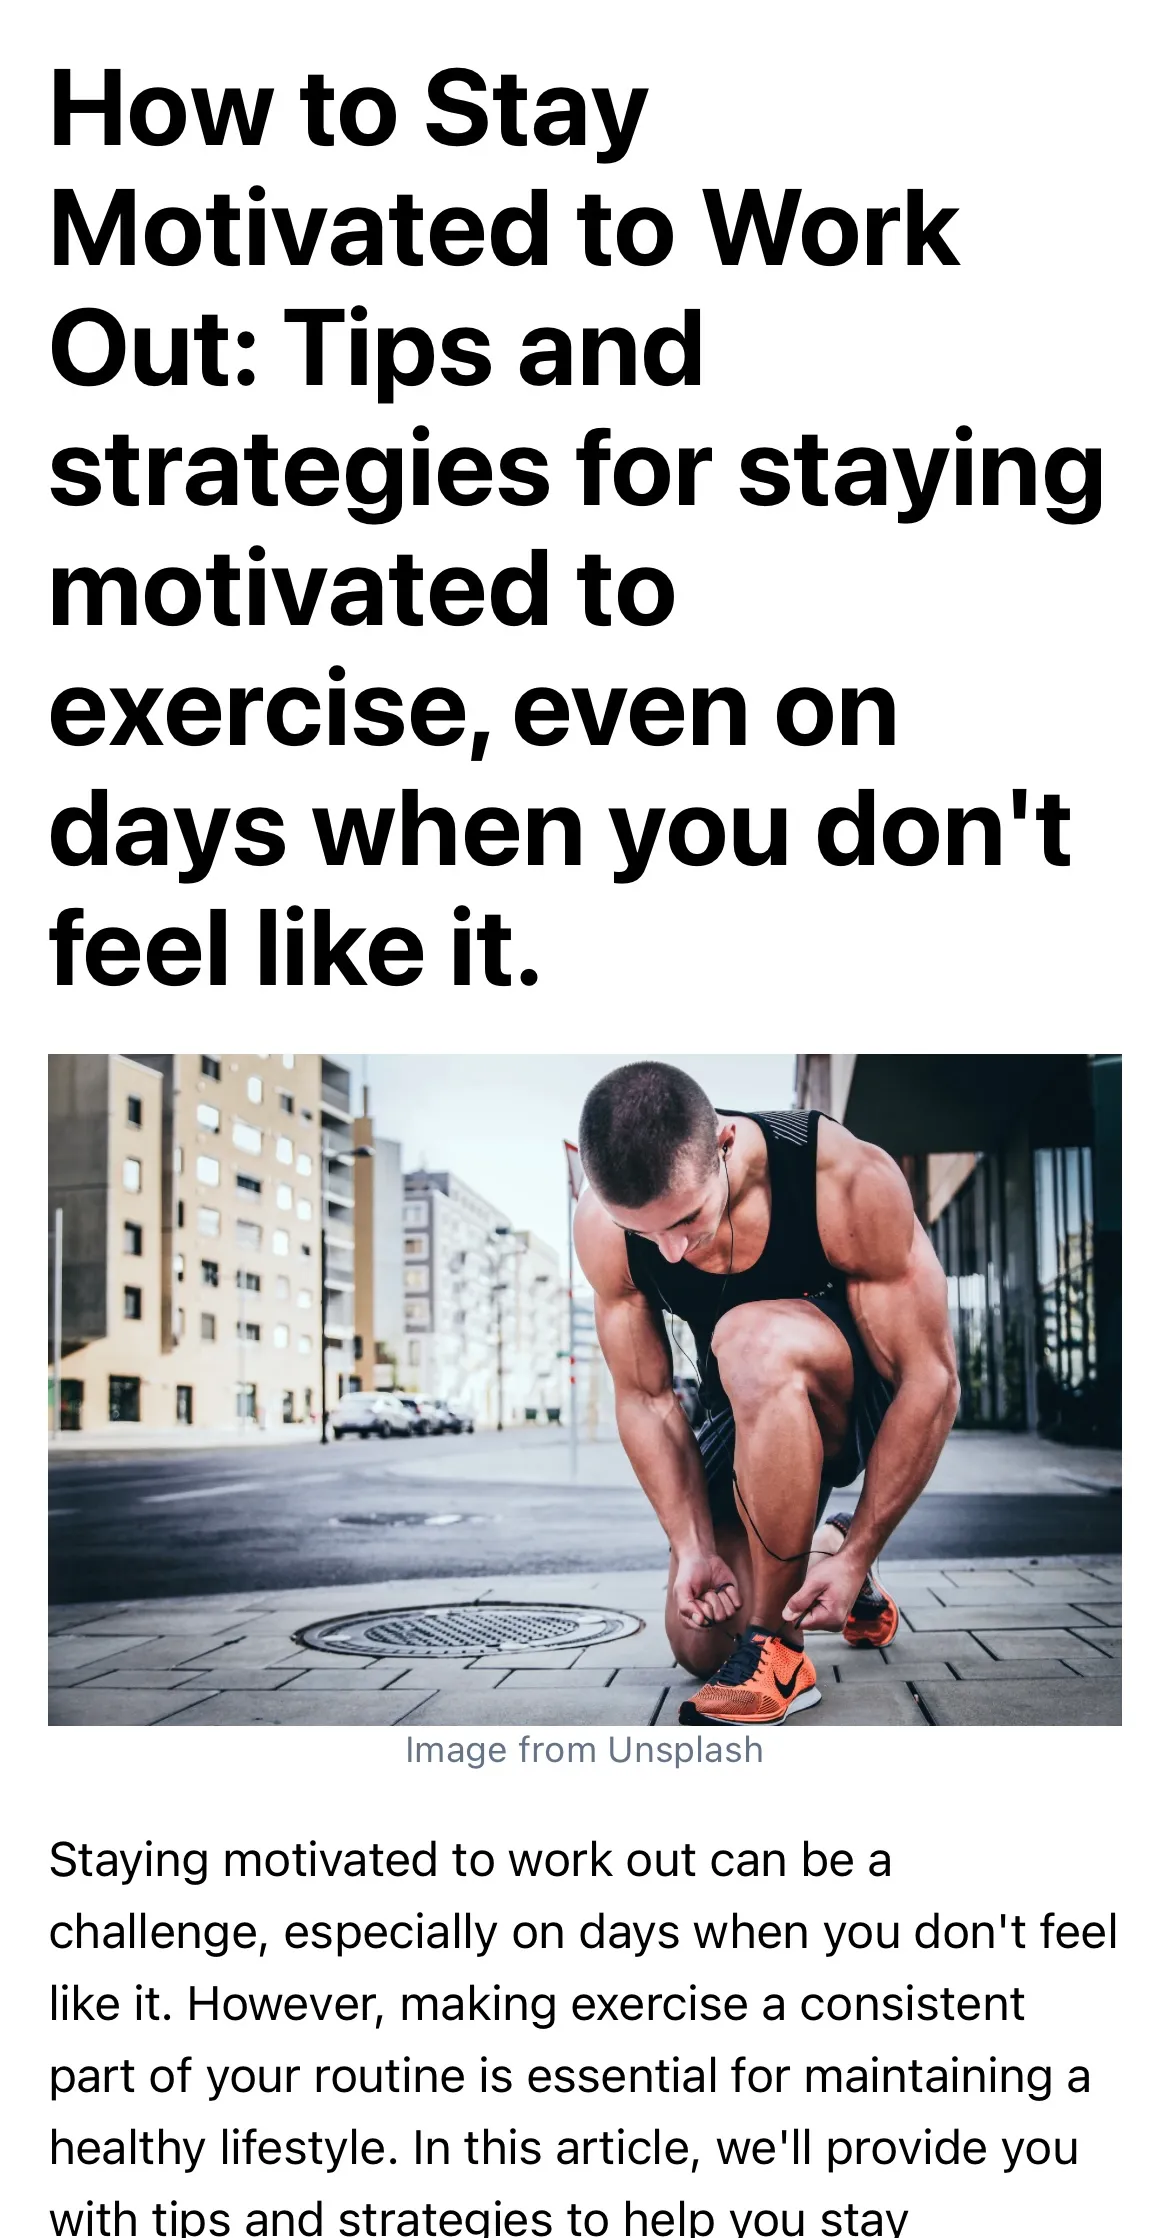 How to Stay
Motivated to Work
Out: Tips and
strategies for staying
motivated to
exercise, even on
days when you don't
feel like it.
Image from Unsplash
Staying motivated to work out can be a
challenge, especially on days when you don't feel
like it. However, making exercise a consistent
part of your routine is essential for maintaining a
healthy lifestyle. In this article, we'll provide you
with tips and strategies to help you stay